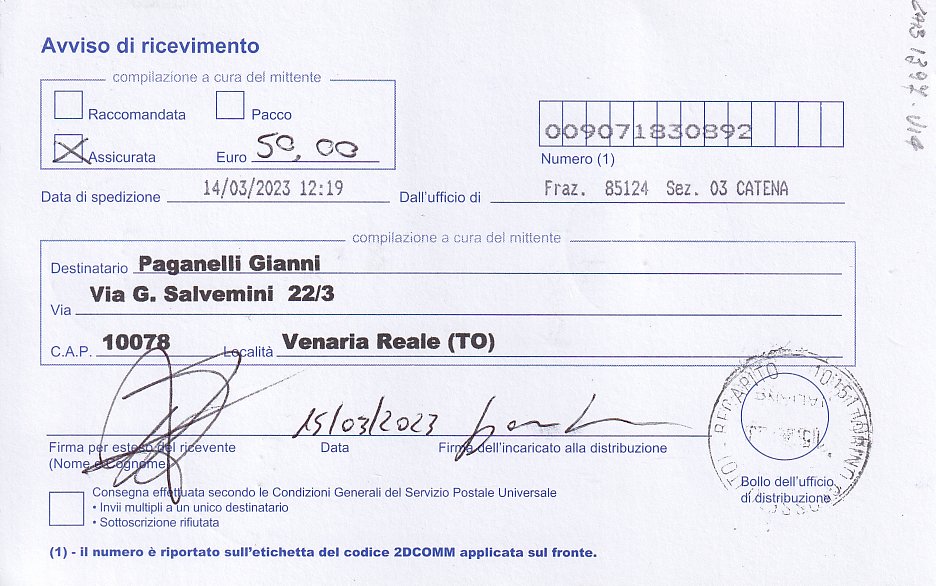 Avviso di ricevimento
compilazione a cura del mittente
Raccomandata Pacco
Assicurata Euro 50,00
009071830892
Numero (1)
Data di spedizione 14/03/2023 12:19 Dall'ufficio di Fraz. 85124 Sez. 03 CATENA
compilazione a cura del mittente
Destinatario Paganelli Gianni
Via Via G. Salvemini 22/3
C.A.P. 10078 Località Venaria Reale (TO)
15/03/2023
Firma per esteso del ricevente Data Firma dell'incaricato alla distribuzione
(Nome e Cognome)
Bollo dell'ufficio
di distribuzione
Consegna effettuata secondo le Condizioni Generali del Servizio Postale Universale
• Invii multipli a un unico destinatario
• Sottoscrizione rifiutata
(1) - il numero è riportato sull'etichetta del codice 2DCOMM applicata sul fronte.